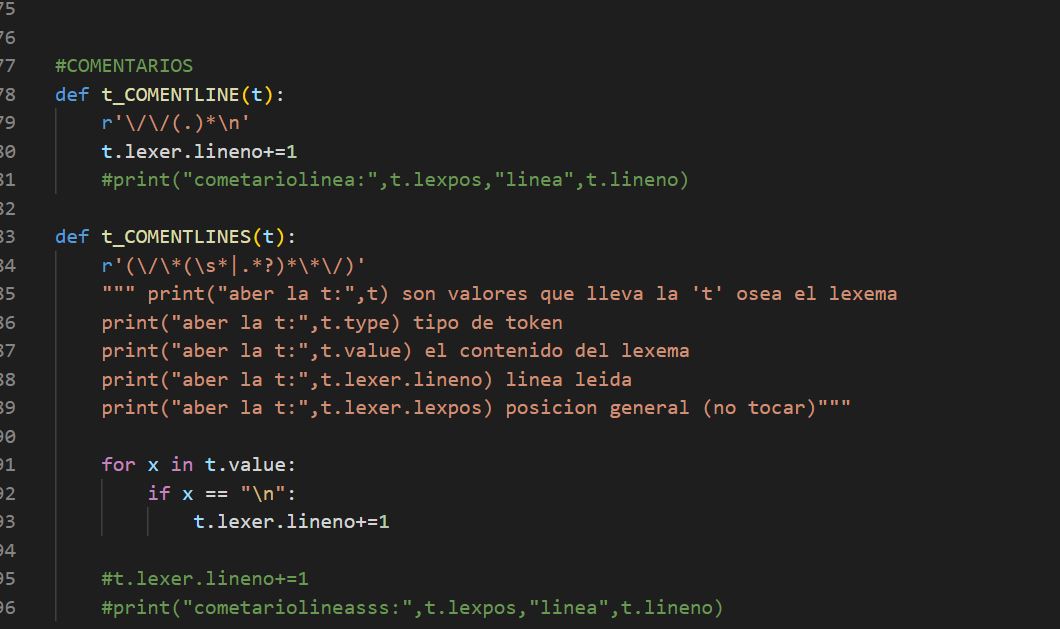 75
76
77 #COMENTARIOS
78 def t_COMENTLINE(t):
79 r'\/\/(.)*\n'
80 t.lexer.lineno+=1
81 #print("cometariolinea:",t.lexpos,"linea",t.lineno)
82
83 def t_COMENTLINES(t):
84 r'(\/\*(\s*|.*?)*\*\/)'
85 """ print("aber la t:",t) son valores que lleva la 't' osea el lexema
86 print("aber la t:",t.type) tipo de token
87 print("aber la t:",t.value) el contenido del lexema
88 print("aber la t:",t.lexer.lineno) linea leida
89 print("aber la t:",t.lexer.lexpos) posicion general (no tocar)"""
90
91 for x in t.value:
92 if x == "\n":
93 t.lexer.lineno+=1
94
95 #t.lexer.lineno+=1
96 #print("cometariolineasss:",t.lexpos,"linea",t.lineno)